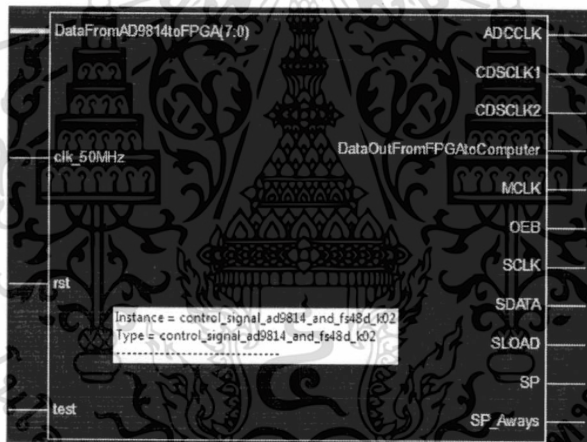 DataFromAD9814toFPGA(7:0)
clk_50MHz
rst
test
ADCCLK
CDSCLK1
CDSCLK2
DataOutFromFPGAtoComputer
MCLK
OEB
SCLK
SDATA
SLOAD
SP
SP_Aways
Instance = control_signal_ad9814_and_fs48d_k02
Type = control_signal_ad9814_and_fs48d_k02
------------------------------